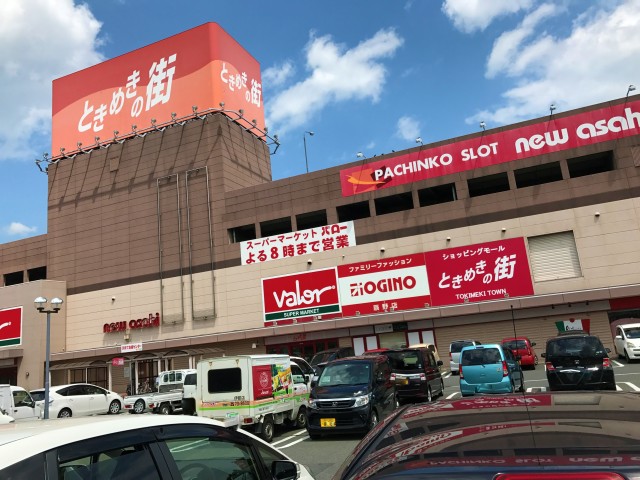 ときめきの街
ときめきの街
PACHINKO SLOT new asahi
スーパーマーケット バロー
よる8時まで営業
Valor
SUPER MARKET
ファミリーファッション
OGINO
藤野店
ショッピングモール
ときめきの街
TOKIMEKI TOWN
new asahi